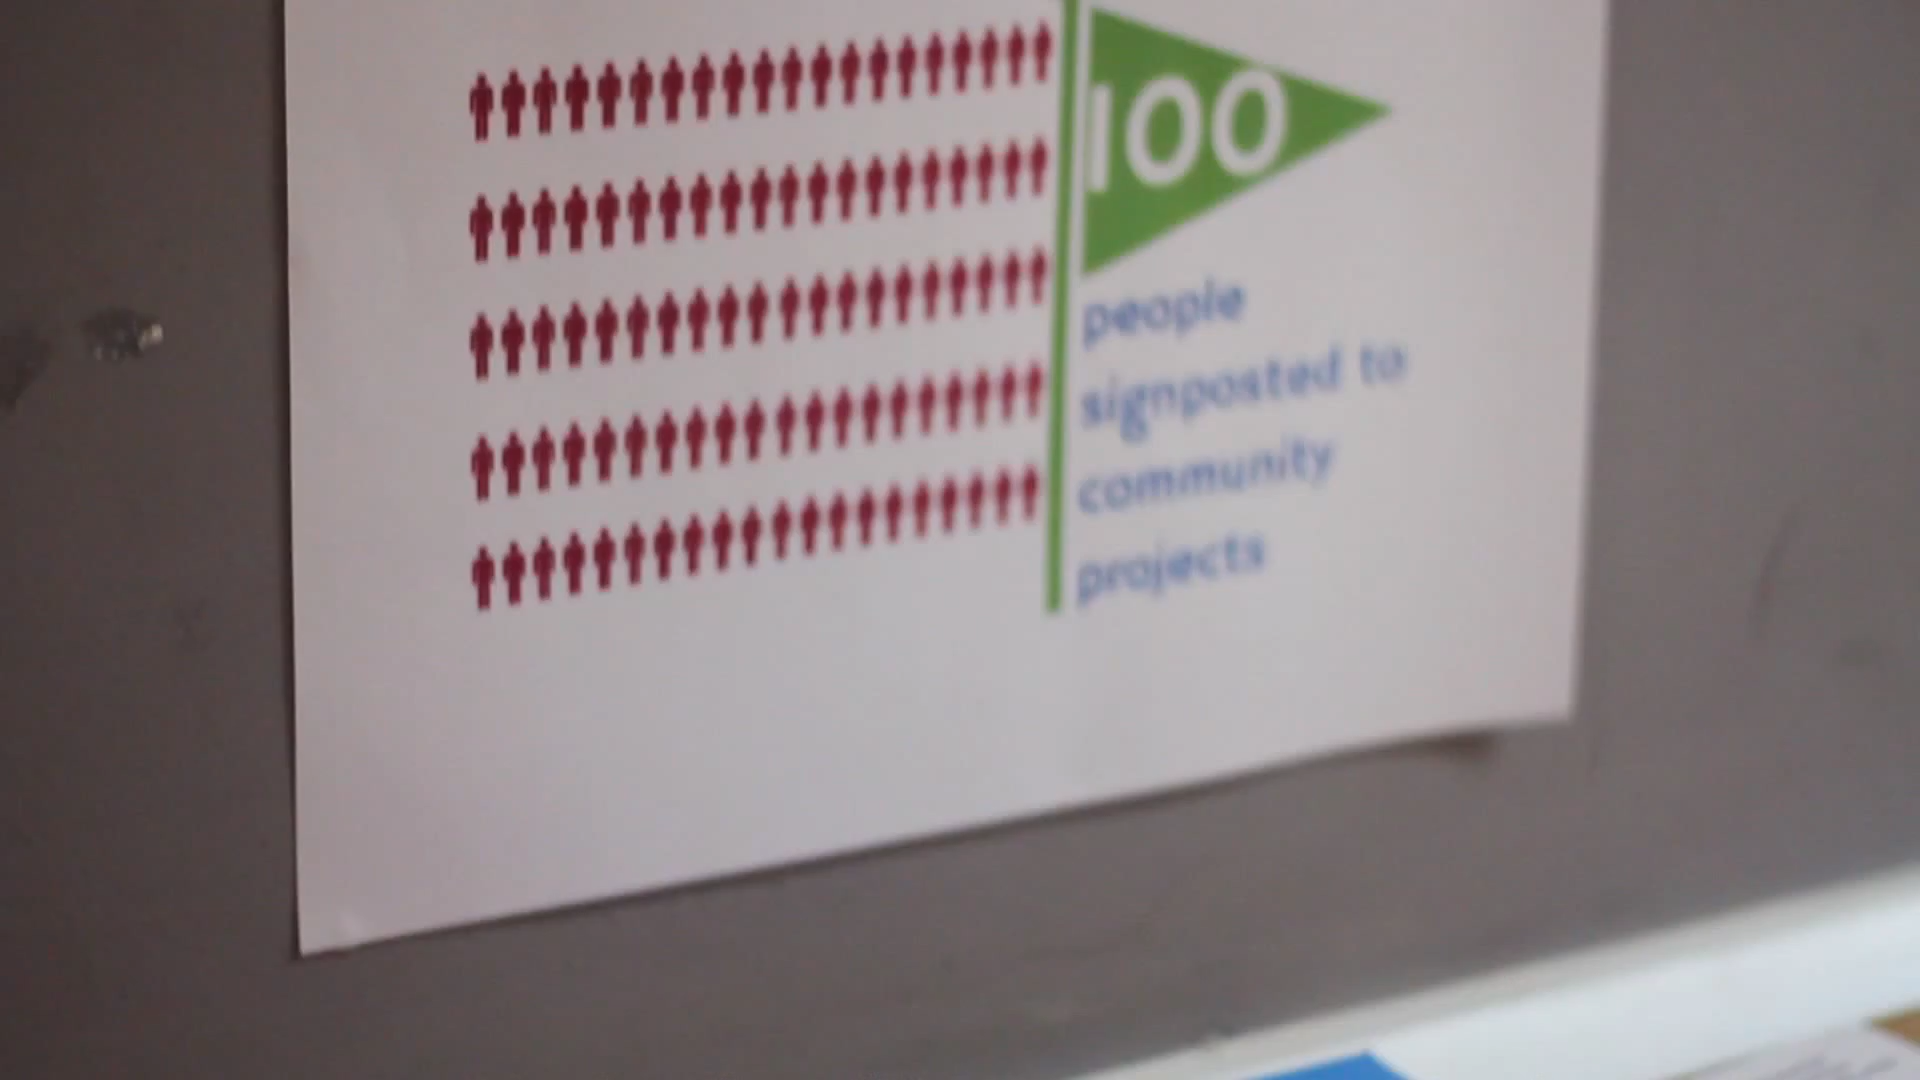 100
people
signposted to
community
projects